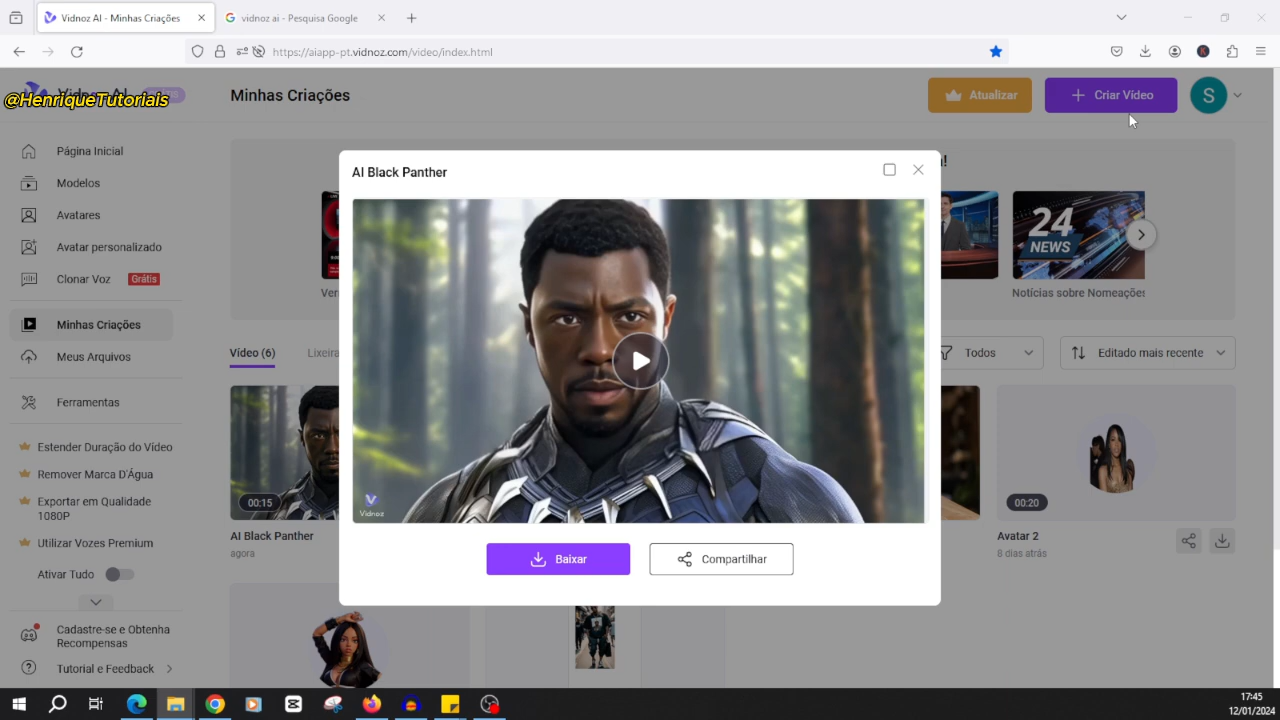 Vidnoz AI - Minhas Criações
vidnoz ai - Pesquisa Google
https://aiapp-pt.vidnoz.com/video/index.html
@HenriqueTutoriais
Minhas Criações
Atualizar
Criar Vídeo
S
Página Inicial
Modelos
Avatares
Avatar personalizado
Clonar Voz
Grátis
Minhas Criações
Meus Arquivos
Ferramentas
Estender Duração do Vídeo
Remover Marca D'Água
Exportar em Qualidade
1080P
Utilizar Vozes Premium
Ativar Tudo
Cadastre-se e Obtenha
Recompensas
Tutorial e Feedback
24
NEWS
Notícias sobre Nomeações
Vídeo (6)
Lixeira
Todos
Editado mais recente
00:15
AI Black Panther
agora
00:20
Avatar 2
8 dias atrás
AI Black Panther
Vidnoz
Baixar
Compartilhar
17:45
12/01/2024